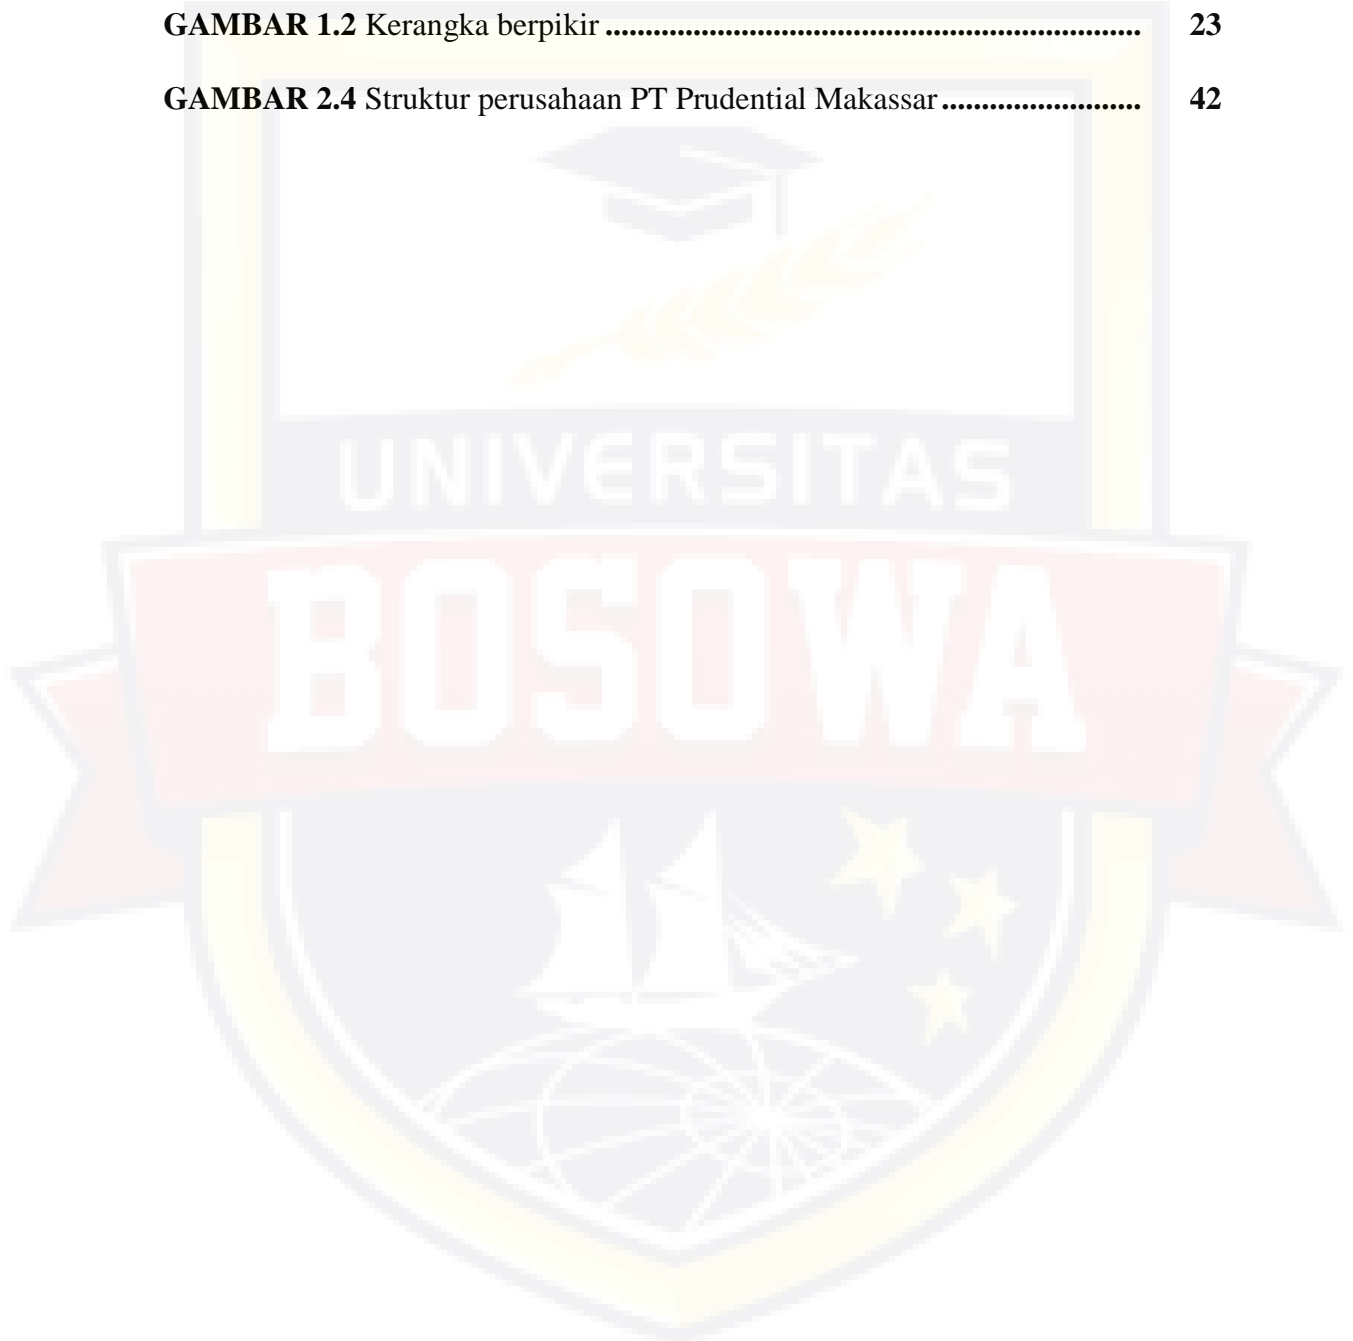 GAMBAR 1.2 Kerangka berpikir .................................................................... 23
GAMBAR 2.4 Struktur perusahaan PT Prudential Makassar ......................... 42
UNIVERSITAS
BOSOWA